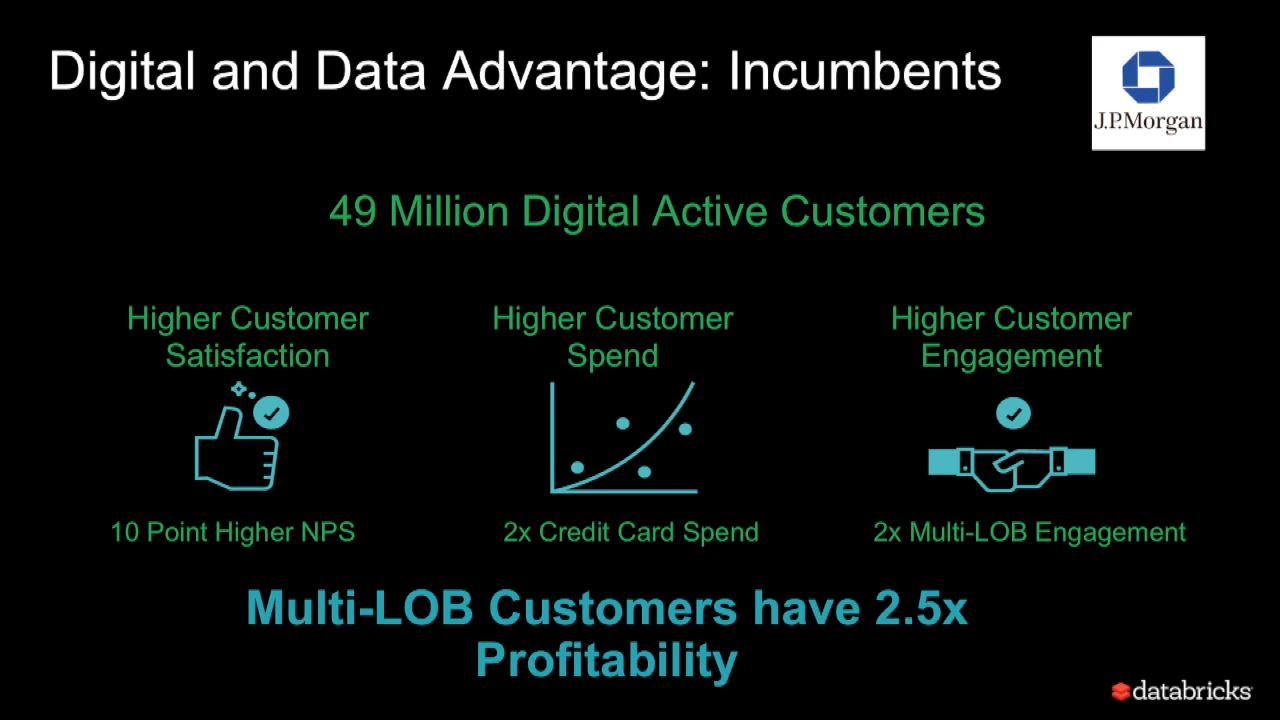 Digital and Data Advantage: Incumbents
J.P.Morgan
49 Million Digital Active Customers
Higher Customer
Satisfaction
10 Point Higher NPS
Higher Customer
Spend
2x Credit Card Spend
Higher Customer
Engagement
2x Multi-LOB Engagement
Multi-LOB Customers have 2.5x
Profitability
databricks